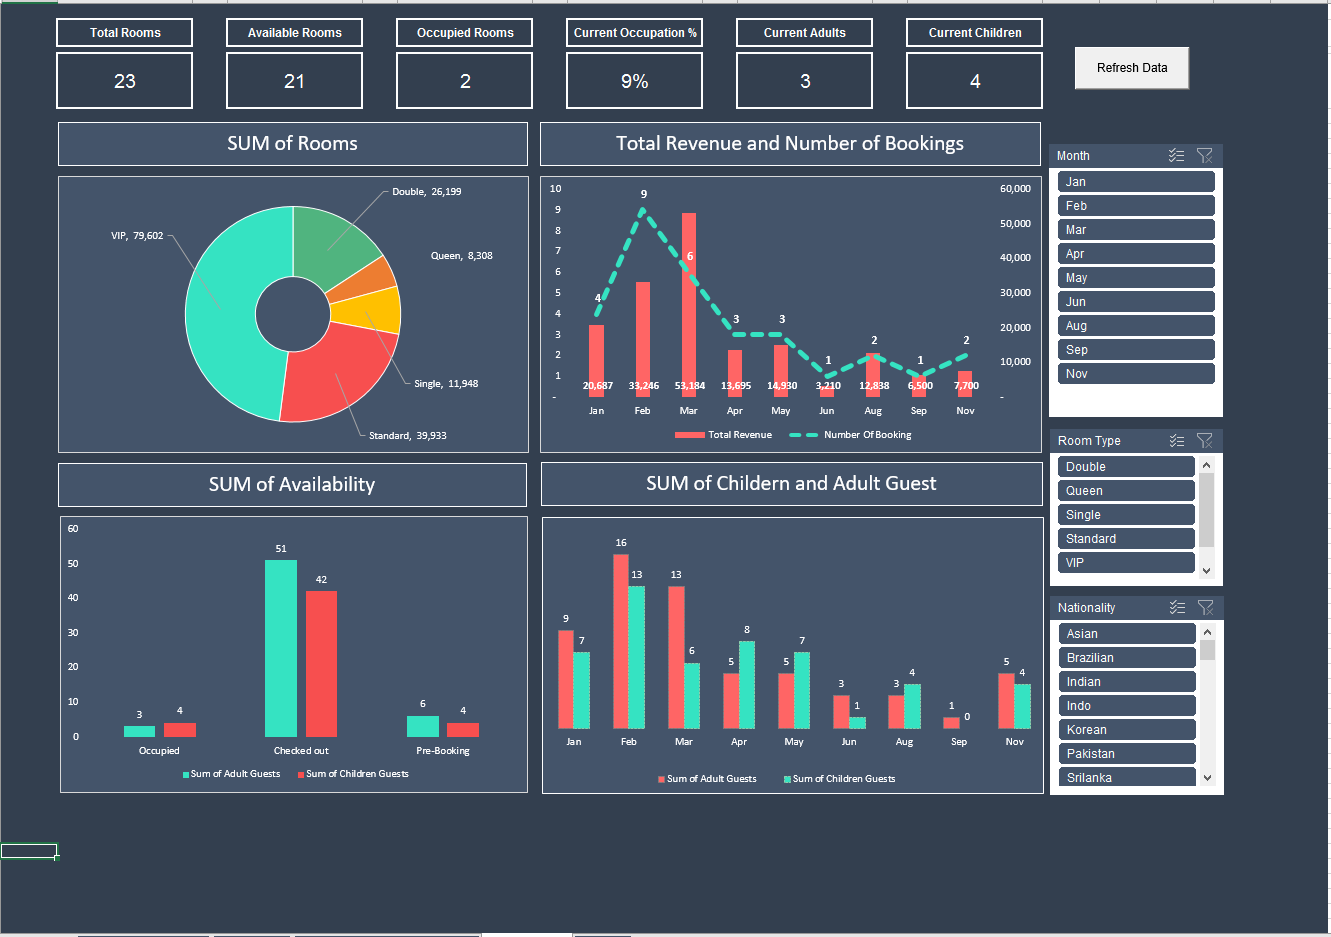 Total Rooms
Available Rooms
Occupied Rooms
Current Occupation %
Current Adults
Current Children
23
21
2
9%
3
4
Refresh Data
SUM of Rooms
Double, 26,199
VIP, 79,602
Queen, 8,308
Single, 11,948
Standard, 39,933
Total Revenue and Number of Bookings
10
9
8
7
6
5
4
3
2
1
-
60,000
50,000
40,000
30,000
20,000
10,000
-
4
9
6
3
3
1
2
1
2
20,687
33,246
53,184
13,695
14,930
3,210
12,838
6,500
7,700
Jan
Feb
Mar
Apr
May
Jun
Aug
Sep
Nov
Total Revenue
Number Of Booking
Month
Jan
Feb
Mar
Apr
May
Jun
Aug
Sep
Nov
SUM of Availability
60
50
40
30
20
10
0
3
4
51
42
6
4
Occupied
Checked out
Pre-Booking
Sum of Adult Guests
Sum of Children Guests
SUM of Childern and Adult Guest
9
7
16
13
13
6
5
8
5
7
3
1
3
4
1
0
5
4
Jan
Feb
Mar
Apr
May
Jun
Aug
Sep
Nov
Sum of Adult Guests
Sum of Children Guests
Room Type
Double
Queen
Single
Standard
VIP
Nationality
Asian
Brazilian
Indian
Indo
Korean
Pakistan
Srilanka